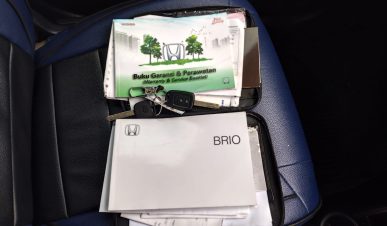 Buku Garansi & Perawatan
(Warranty & Service Booklet)
BRIO